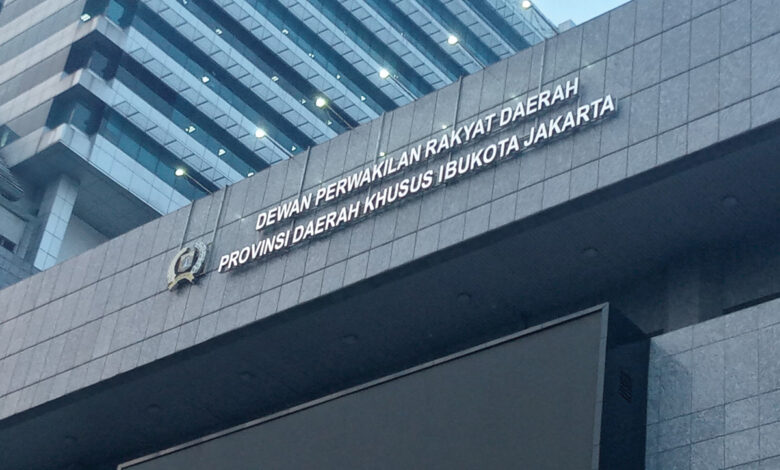 DEWAN PERWAKILAN RAKYAT DAERAH
PROVINSI DAERAH KHUSUS IBUKOTA JAKARTA